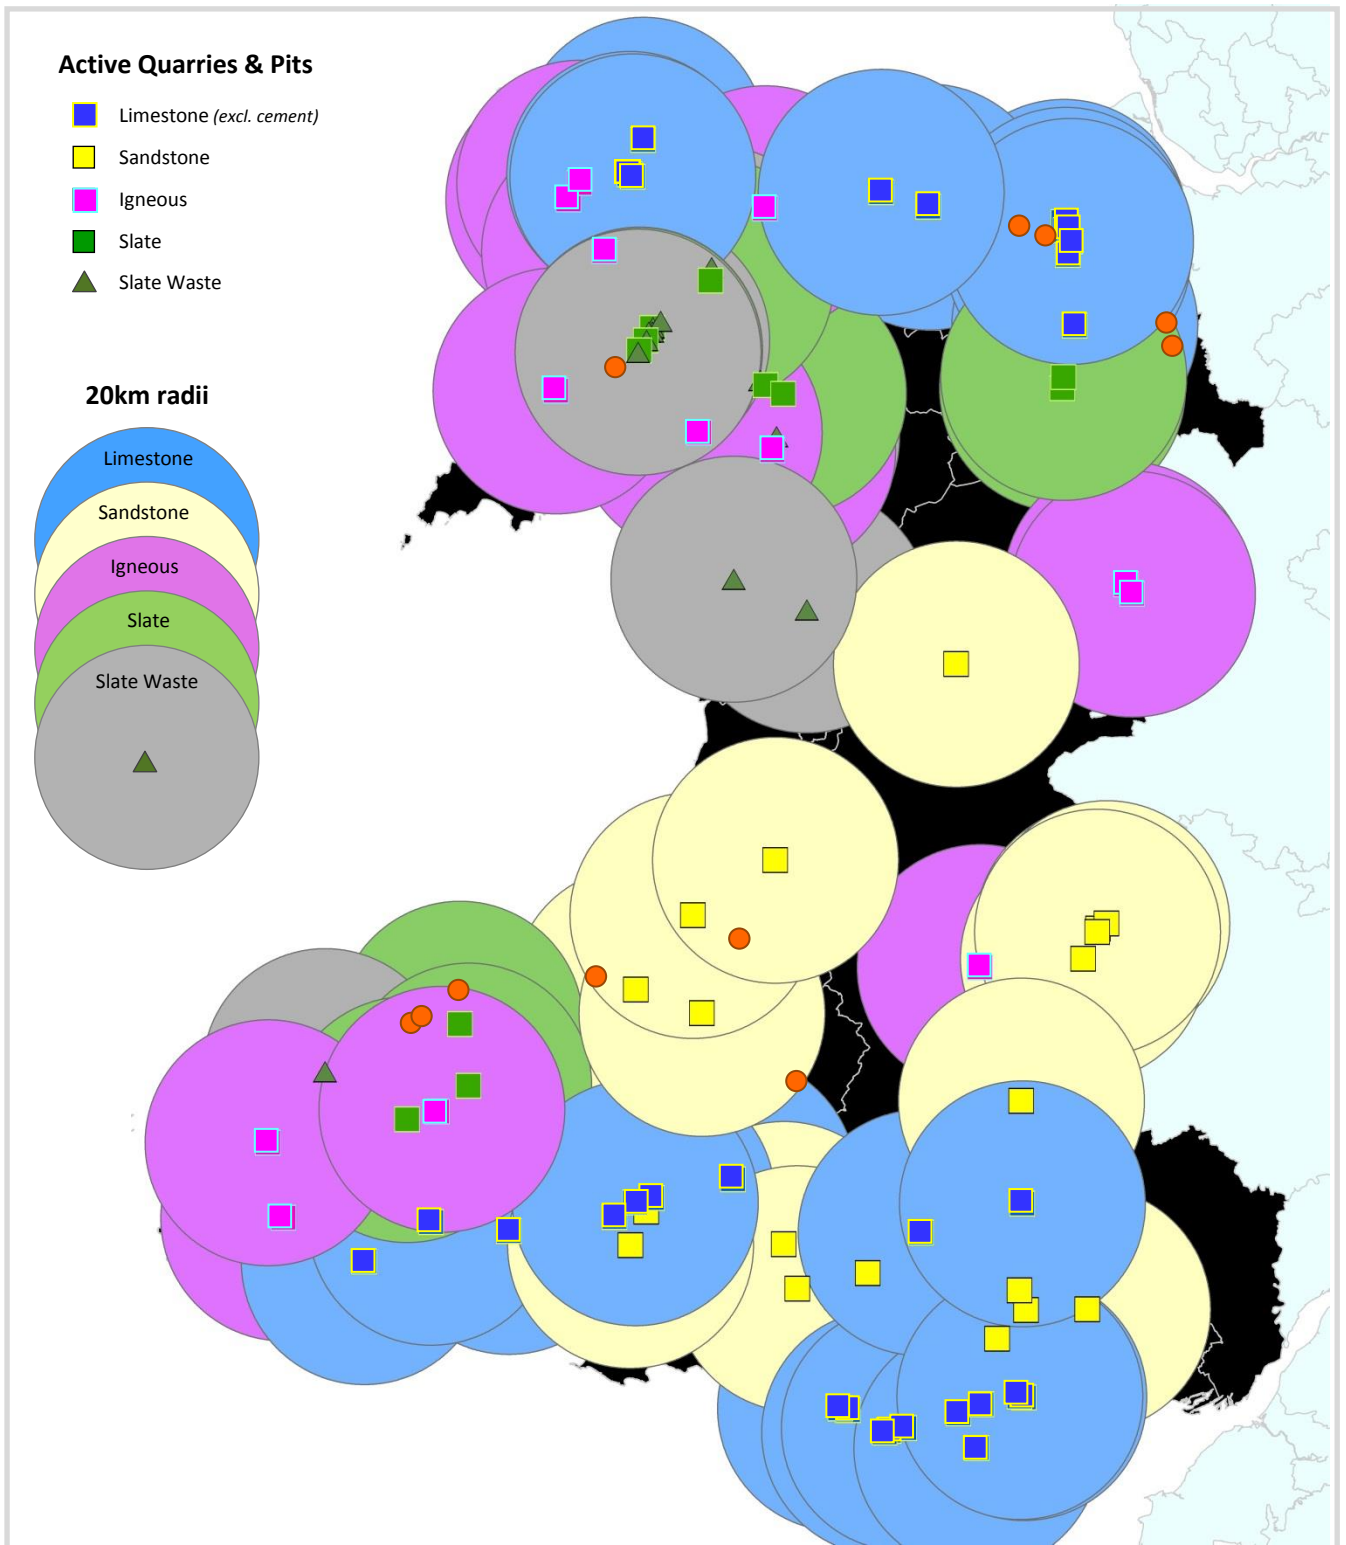 Active Quarries & Pits
Limestone (excl. cement)
Sandstone
Igneous
Slate
Slate Waste
20km radii
Limestone
Sandstone
Igneous
Slate
Slate Waste